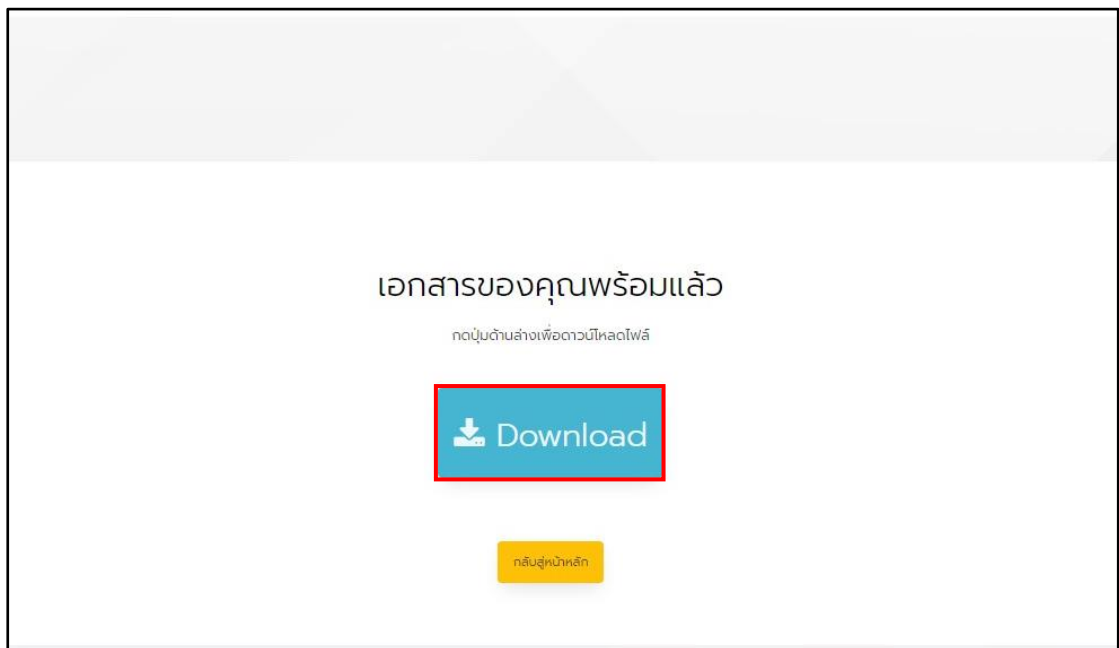 เอกสารของคุณพร้อมแล้ว
กดปุ่มด้านล่างเพื่อดาวน์โหลดไฟล์
Download
กลับสู่หน้าหลัก